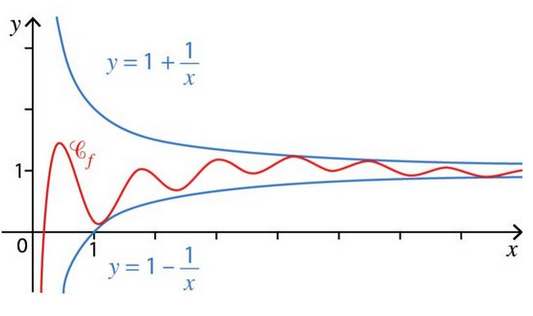 y
y = 1 + 1/x
𝒞f
1
0
1
x
y = 1 − 1/x